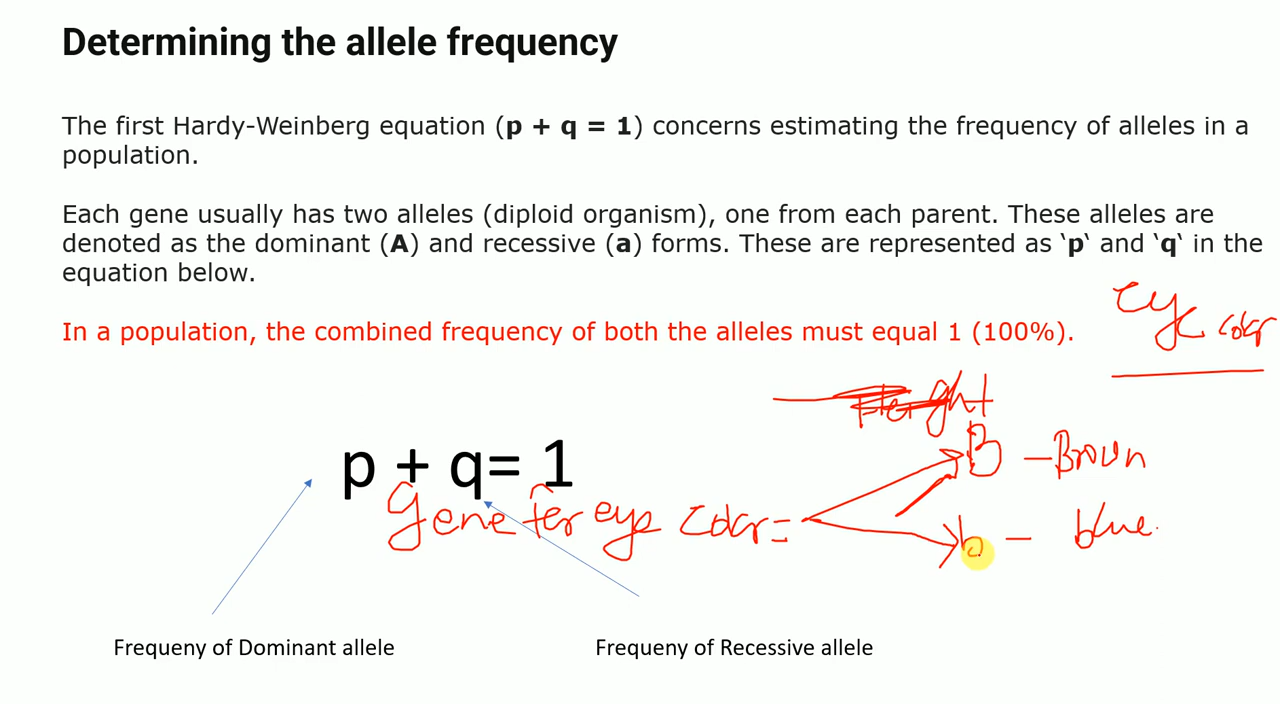 Determining the allele frequency
The first Hardy-Weinberg equation (p + q = 1) concerns estimating the frequency of alleles in a
population.
Each gene usually has two alleles (diploid organism), one from each parent. These alleles are
denoted as the dominant (A) and recessive (a) forms. These are represented as ‛p‛ and ‛q‛ in the
equation below.
In a population, the combined frequency of both the alleles must equal 1 (100%).
Eye color
Height
p + q= 1
B – Brown
Gene for eye color =
b – blue.
Frequeny of Dominant allele
Frequeny of Recessive allele